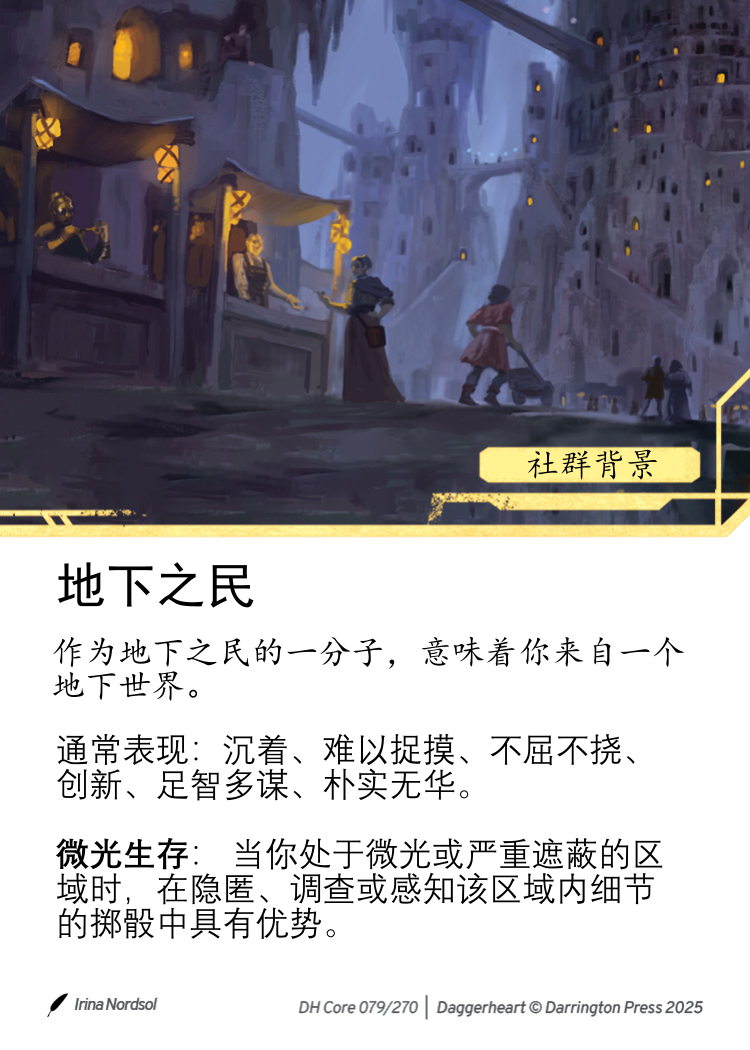 社群背景
地下之民
作为地下之民的一分子，意味着你来自一个
地下世界。
通常表现：沉着、难以捉摸、不屈不挠、
创新、足智多谋、朴实无华。
微光生存： 当你处于微光或严重遮蔽的区
域时，在隐匿、调查或感知该区域内细节
的掷骰中具有优势。
Irina Nordsol
DH Core 079/270 | Daggerheart © Darrington Press 2025